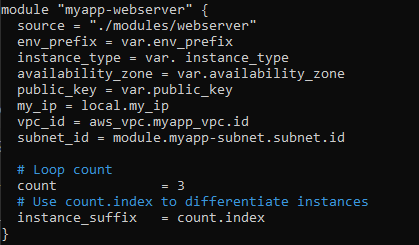 module "myapp-webserver" {
  source = "./modules/webserver"
  env_prefix = var.env_prefix
  instance_type = var. instance_type
  availability_zone = var.availability_zone
  public_key = var.public_key
  my_ip = local.my_ip
  vpc_id = aws_vpc.myapp_vpc.id
  subnet_id = module.myapp-subnet.subnet.id

  # Loop count
  count             = 3
  # Use count.index to differentiate instances
  instance_suffix   = count.index
}